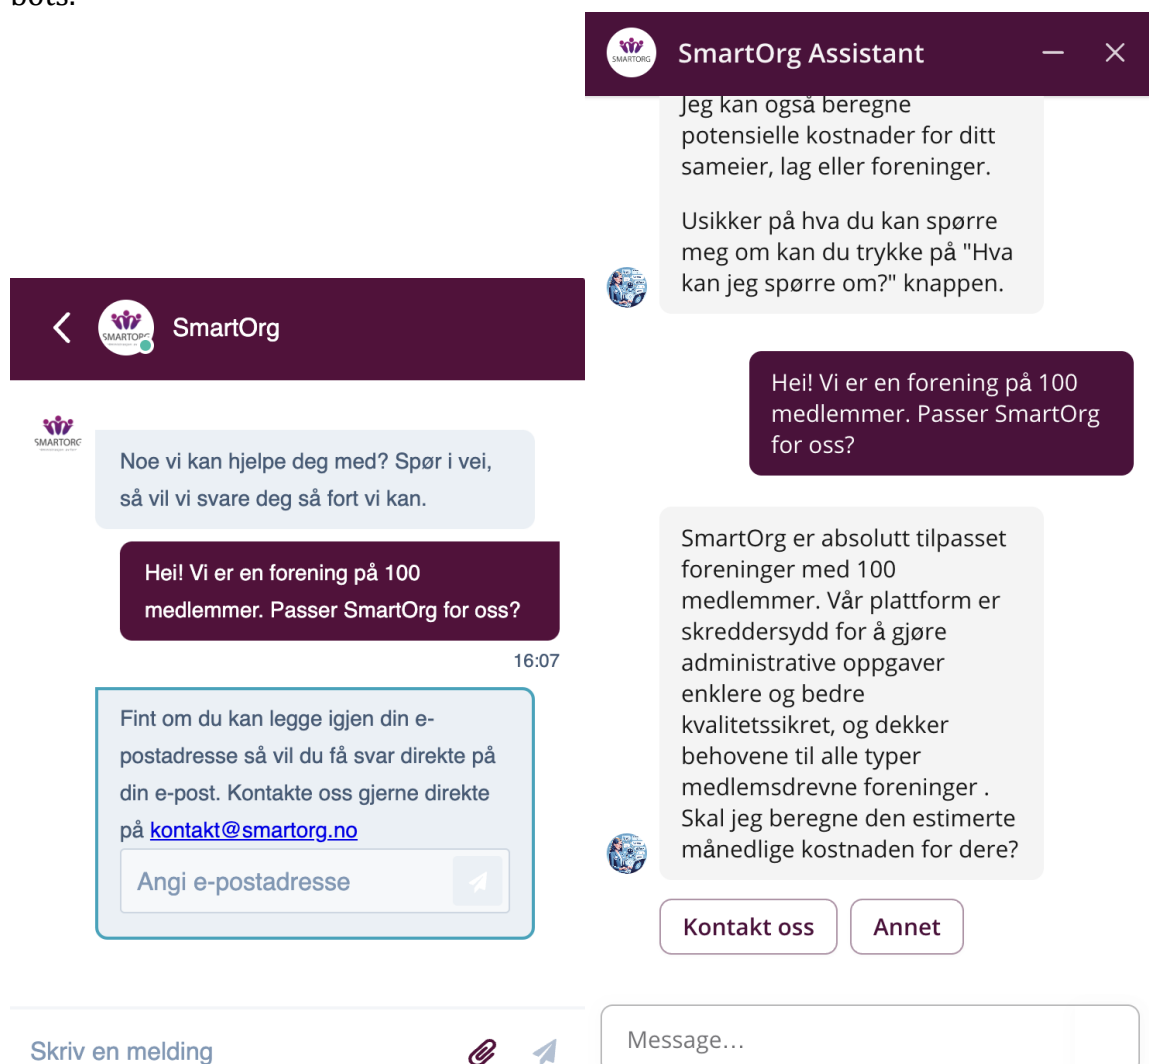 bots.
SmartOrg
SMARTORG
Noe vi kan hjelpe deg med? Spør i vei,
så vil vi svare deg så fort vi kan.
Hei! Vi er en forening på 100
medlemmer. Passer SmartOrg for oss?
16:07
Fint om du kan legge igjen din e-
postadresse så vil du få svar direkte på
din e-post. Kontakte oss gjerne direkte
på kontakt@smartorg.no
Angi e-postadresse
Skriv en melding
SMARTORG
SmartOrg Assistant
Jeg kan også beregne
potensielle kostnader for ditt
sameier, lag eller foreninger.
Usikker på hva du kan spørre
meg om kan du trykke på "Hva
kan jeg spørre om?" knappen.
Hei! Vi er en forening på 100
medlemmer. Passer SmartOrg
for oss?
SmartOrg er absolutt tilpasset
foreninger med 100
medlemmer. Vår plattform er
skreddersydd for å gjøre
administrative oppgaver
enklere og bedre
kvalitetssikret, og dekker
behovene til alle typer
medlemsdrevne foreninger .
Skal jeg beregne den estimerte
månedlige kostnaden for dere?
Kontakt oss
Annet
Message...